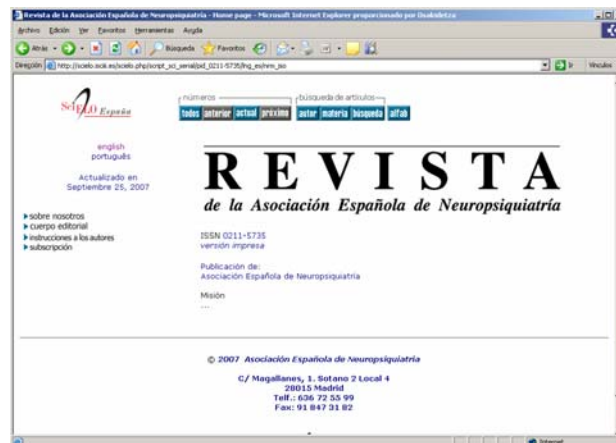 Revista de la Asociación Española de Neuropsiquiatría - Home page - Microsoft Internet Explorer proporcionado por Osakidetza
Archivo Edición Ver Favoritos Herramientas Ayuda
Atrás Búsqueda Favoritos
Dirección http://scielo.isciii.es/scielo.php/script_sci_serial/pid_0211-5735/lng_es/nrm_iso Ir Vínculos
SciELO España
números búsqueda de artículos
todos anterior actual próximo autor materia búsqueda alfab
english
português
Actualizado en
Septiembre 25, 2007
sobre nosotros
cuerpo editorial
instrucciones a los autores
subscripción
REVISTA
de la Asociación Española de Neuropsiquiatría
ISSN 0211-5735
versión impresa
Publicación de:
Asociación Española de Neuropsiquiatría
Misión
...
© 2007 Asociación Española de Neuropsiquiatría
C/ Magallanes, 1. Sotano 2 Local 4
28015 Madrid
Telf.: 636 72 55 99
Fax: 91 847 31 82
Internet